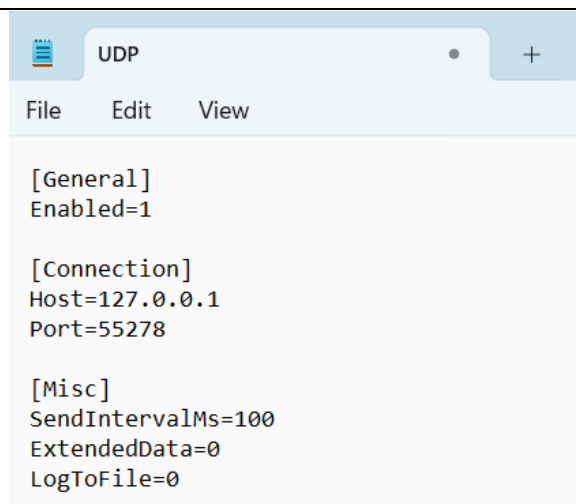 UDP
File Edit View
[General]
Enabled=1
[Connection]
Host=127.0.0.1
Port=55278
[Misc]
SendIntervalMs=100
ExtendedData=0
LogToFile=0